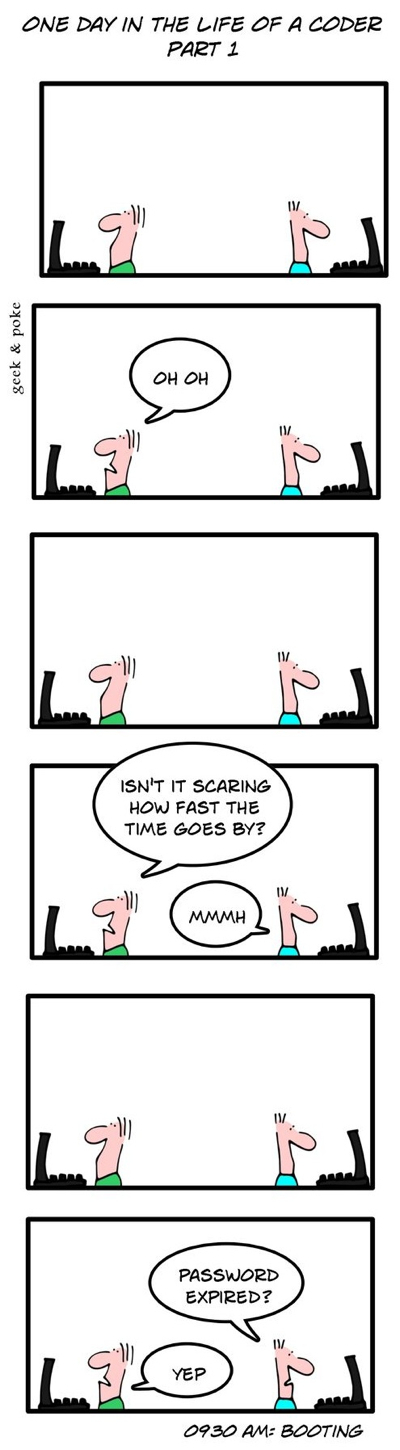 ONE DAY IN THE LIFE OF A CODER
PART 1
geek & poke
OH OH
ISN'T IT SCARING
HOW FAST THE
TIME GOES BY?
MMMH
PASSWORD
EXPIRED?
YEP
0930 AM: BOOTING